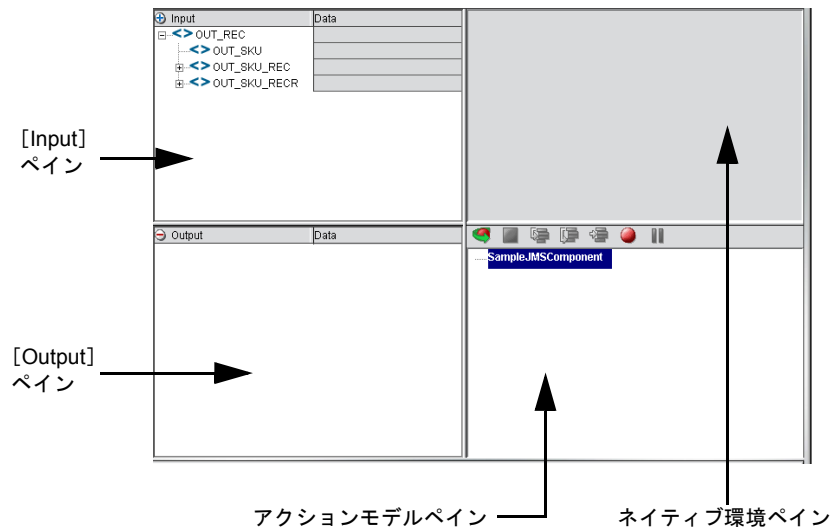 Input Data
OUT_REC
OUT_SKU
OUT_SKU_REC
OUT_SKU_RECR
［Input］
ペイン
Output Data
SampleJMSComponent
［Output］
ペイン
アクションモデルペイン ネイティブ環境ペイン